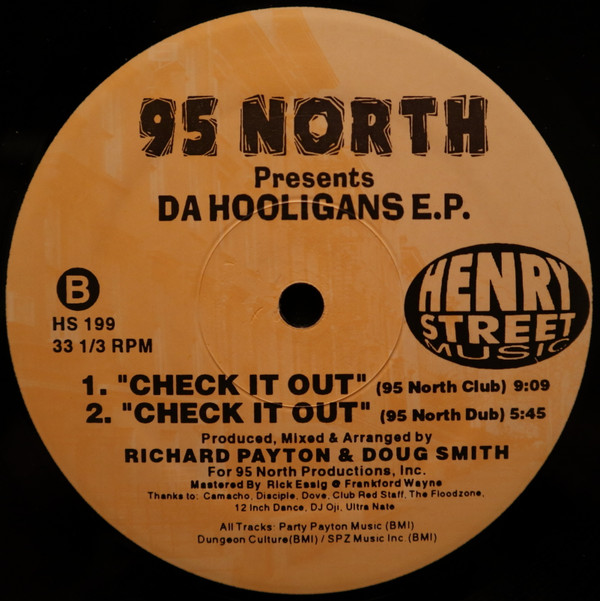 95 NORTH
Presents
DA HOOLIGANS E.P.
HENRY
STREET
MUSIC
B
HS 199
33 1/3 RPM
1. "CHECK IT OUT" (95 North Club) 9:09
2. "CHECK IT OUT" (95 North Dub) 5:45
Produced, Mixed & Arranged by
RICHARD PAYTON & DOUG SMITH
For 95 North Productions, Inc.
Mastered By Rick Essig @ Frankford Wayne
Thanks to: Camacho, Disciple, Dove, Club Red Staff, The Floodzone,
12 Inch Dance, DJ Oji, Ultra Nate
All Tracks: Party Payton Music (BMI)
Dungeon Culture(BMI) / SPZ Music Inc. (BMI)